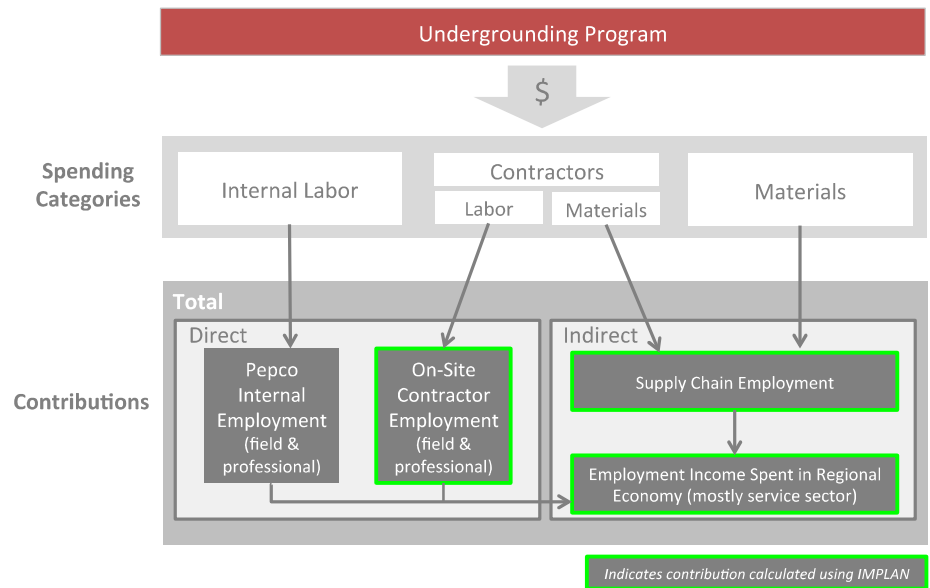 Undergrounding Program
$
Spending
Categories
Internal Labor
Contractors
Labor
Materials
Materials
Total
Contributions
Direct
Pepco
Internal
Employment
(field &
professional)
On-Site
Contractor
Employment
(field &
professional)
Indirect
Supply Chain Employment
Employment Income Spent in Regional
Economy (mostly service sector)
Indicates contribution calculated using IMPLAN